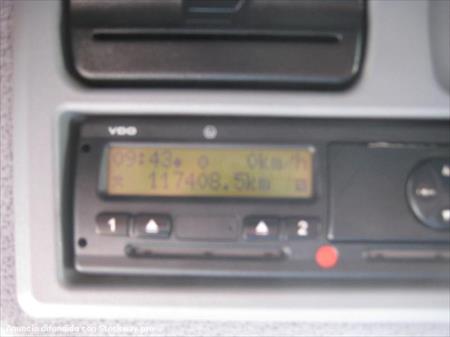 VDO
09:43 0km/h
117408.5km
1 2
Anuncio difundido con Stockway pro